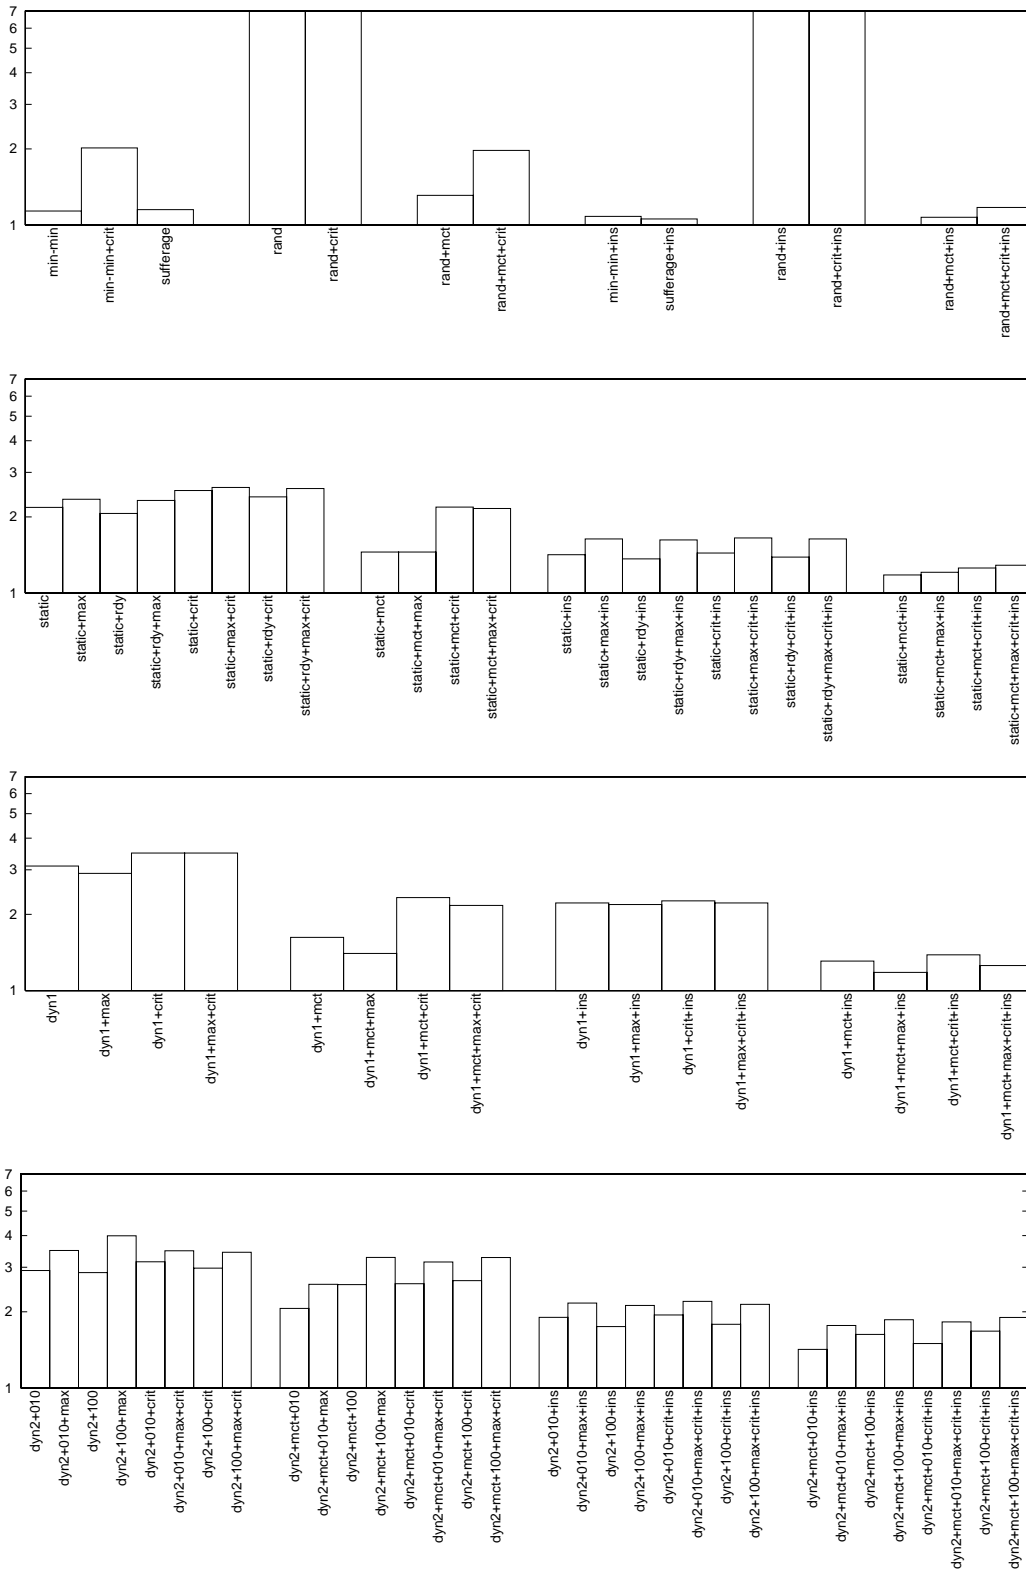 7
6
5
4
3
2
1
min-min
min-min+crit
sufferage
rand
rand+crit
rand+mct
rand+mct+crit
min-min+ins
sufferage+ins
rand+ins
rand+crit+ins
rand+mct+ins
rand+mct+crit+ins
7
6
5
4
3
2
1
static
static+max
static+rdy
static+rdy+max
static+crit
static+max+crit
static+rdy+crit
static+rdy+max+crit
static+mct
static+mct+max
static+mct+crit
static+mct+max+crit
static+ins
static+max+ins
static+rdy+ins
static+rdy+max+ins
static+crit+ins
static+max+crit+ins
static+rdy+crit+ins
static+rdy+max+crit+ins
static+mct+ins
static+mct+max+ins
static+mct+crit+ins
static+mct+max+crit+ins
7
6
5
4
3
2
1
dyn1
dyn1+max
dyn1+crit
dyn1+max+crit
dyn1+mct
dyn1+mct+max
dyn1+mct+crit
dyn1+mct+max+crit
dyn1+ins
dyn1+max+ins
dyn1+crit+ins
dyn1+max+crit+ins
dyn1+mct+ins
dyn1+mct+max+ins
dyn1+mct+crit+ins
dyn1+mct+max+crit+ins
7
6
5
4
3
2
1
dyn2+010
dyn2+010+max
dyn2+100
dyn2+100+max
dyn2+010+crit
dyn2+010+max+crit
dyn2+100+crit
dyn2+100+max+crit
dyn2+mct+010
dyn2+mct+010+max
dyn2+mct+100
dyn2+mct+100+max
dyn2+mct+010+crit
dyn2+mct+010+max+crit
dyn2+mct+100+crit
dyn2+mct+100+max+crit
dyn2+010+ins
dyn2+010+max+ins
dyn2+100+ins
dyn2+100+max+ins
dyn2+010+crit+ins
dyn2+010+max+crit+ins
dyn2+100+crit+ins
dyn2+100+max+crit+ins
dyn2+mct+010+ins
dyn2+mct+010+max+ins
dyn2+mct+100+ins
dyn2+mct+100+max+ins
dyn2+mct+010+crit+ins
dyn2+mct+010+max+crit+ins
dyn2+mct+100+crit+ins
dyn2+mct+100+max+crit+ins